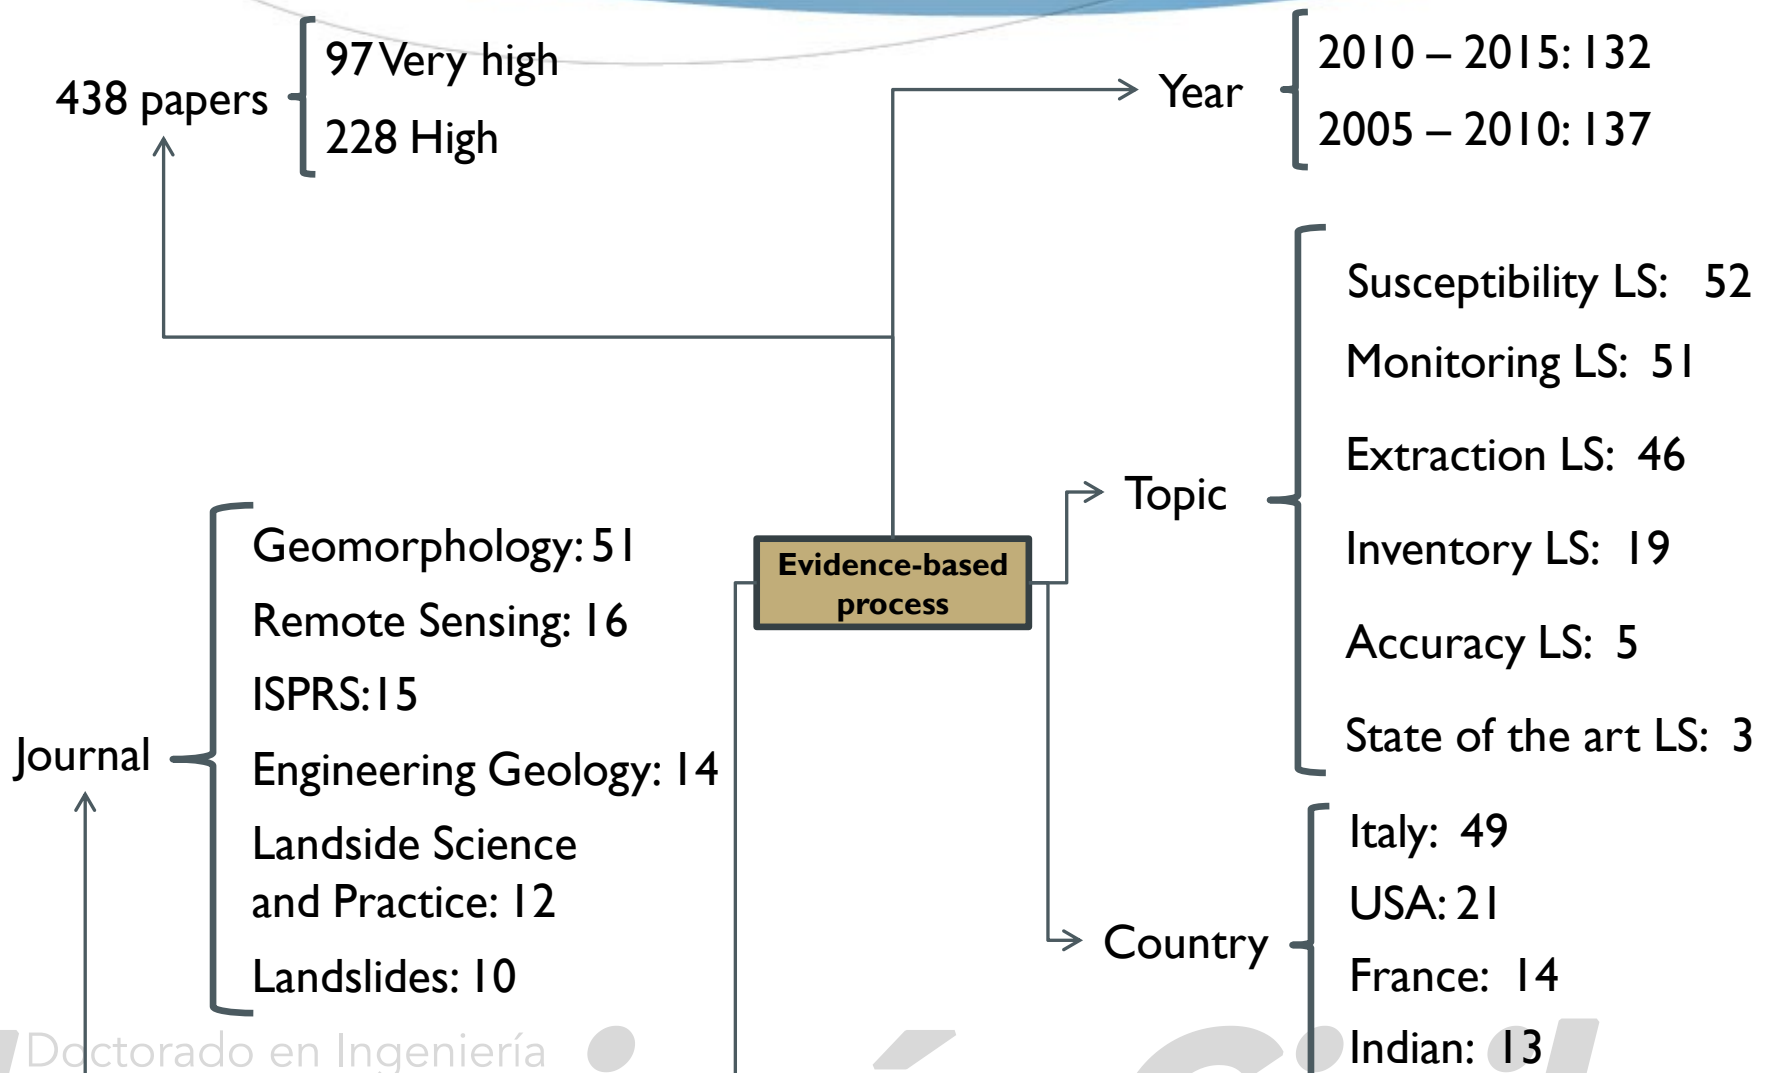 438 papers
97 Very high
228 High
Year
2010 – 2015: 132
2005 – 2010: 137
Topic
Susceptibility LS: 52
Monitoring LS: 51
Extraction LS: 46
Inventory LS: 19
Accuracy LS: 5
State of the art LS: 3
Evidence-based
process
Journal
Geomorphology: 51
Remote Sensing: 16
ISPRS:15
Engineering Geology: 14
Landside Science
and Practice: 12
Landslides: 10
Country
Italy: 49
USA: 21
France: 14
Indian: 13
Doctorado en Ingeniería